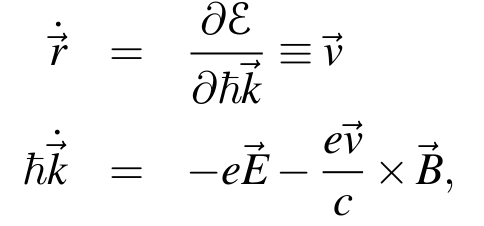 $\dot{\vec{r}} = \frac{\partial \mathcal{E}}{\partial \hbar \vec{k}} \equiv \vec{v}$
$\hbar \dot{\vec{k}} = -e\vec{E} - \frac{e\vec{v}}{c} \times \vec{B},$